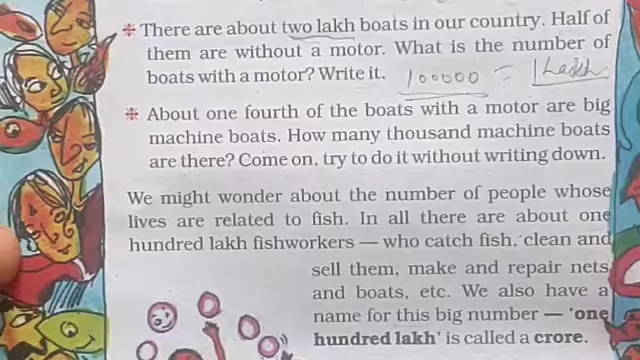 * There are about two lakh boats in our country. Half of
them are without a motor. What is the number of
boats with a motor? Write it. 100000 = 1 Lakh
* About one fourth of the boats with a motor are big
machine boats. How many thousand machine boats
are there? Come on, try to do it without writing down.
We might wonder about the number of people whose
lives are related to fish. In all there are about one
hundred lakh fishworkers — who catch fish, clean and
sell them, make and repair nets
and boats, etc. We also have a
name for this big number — ‘one
hundred lakh’ is called a crore.